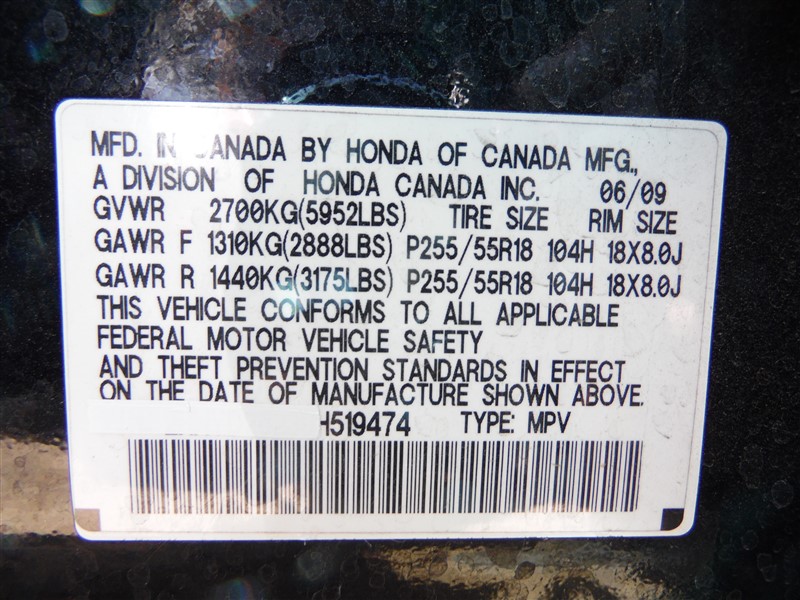 MFD. IN CANADA BY HONDA OF CANADA MFG.,
A DIVISION OF HONDA CANADA INC. 06/09
GVWR 2700KG(5952LBS) TIRE SIZE RIM SIZE
GAWR F 1310KG(2888LBS) P255/55R18 104H 18X8.0J
GAWR R 1440KG(3175LBS) P255/55R18 104H 18X8.0J
THIS VEHICLE CONFORMS TO ALL APPLICABLE
FEDERAL MOTOR VEHICLE SAFETY
AND THEFT PREVENTION STANDARDS IN EFFECT
ON THE DATE OF MANUFACTURE SHOWN ABOVE.
H519474 TYPE: MPV